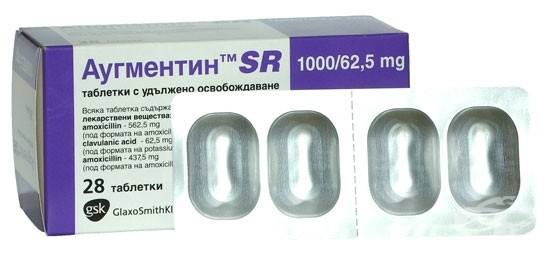 Аугментин™ SR
1000/62,5 mg
таблетки с удължено освобождаване
Всяка таблетка съдържа
лекарствени вещества:
amoxicillin - 562,5 mg
(под формата на amoxicil
clavulanic acid - 62,5 m
(под формата на potassiu
amoxicillin - 437,5 mg
(под формата на amoxicil
28 таблетки
gsk GlaxoSmithKl